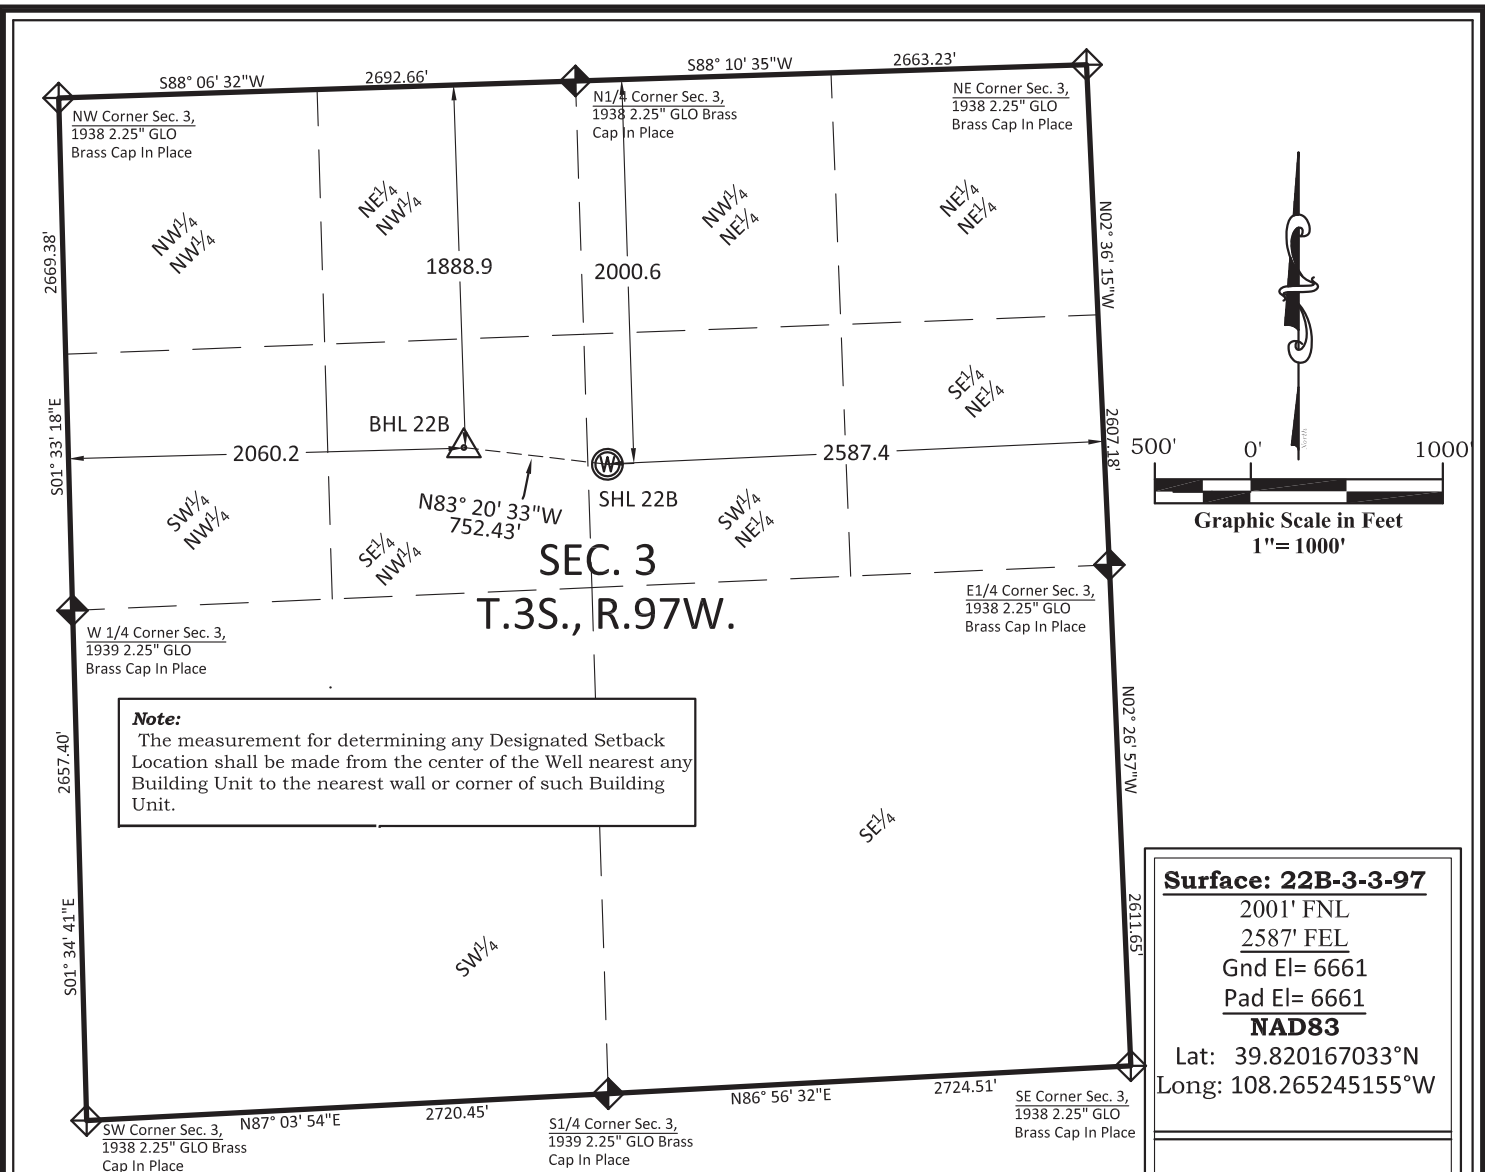 S88° 06' 32"W
2692.66'
S88° 10' 35"W
2663.23'
NW Corner Sec. 3,
1938 2.25" GLO
Brass Cap In Place
N1/4 Corner Sec. 3,
1938 2.25" GLO Brass
Cap In Place
NE Corner Sec. 3,
1938 2.25" GLO
Brass Cap In Place
NW1/4
NW1/4
NE1/4
NW1/4
NW1/4
NE1/4
NE1/4
NE1/4
2669.38'
1888.9
2000.6
N02° 36' 15"W
North
S01° 33' 18"E
BHL 22B
2060.2
2587.4
SE1/4
NE1/4
2607.18'
SHL 22B
N83° 20' 33"W
752.43'
SW1/4
NW1/4
SE1/4
NW1/4
SW1/4
NE1/4
500'
0'
1000'
Graphic Scale in Feet
1"= 1000'
SEC. 3
T.3S., R.97W.
W 1/4 Corner Sec. 3,
1939 2.25" GLO
Brass Cap In Place
E1/4 Corner Sec. 3,
1938 2.25" GLO
Brass Cap In Place
Note:
The measurement for determining any Designated Setback
Location shall be made from the center of the Well nearest any
Building Unit to the nearest wall or corner of such Building
Unit.
2657.40'
N02° 26' 57"W
SE1/4
S01° 34' 41"E
SW1/4
2611.65'
Surface: 22B-3-3-97
2001' FNL
2587' FEL
Gnd El= 6661
Pad El= 6661
NAD83
Lat: 39.820167033°N
Long: 108.265245155°W
SW Corner Sec. 3,
1938 2.25" GLO Brass
Cap In Place
N87° 03' 54"E
2720.45'
S1/4 Corner Sec. 3,
1939 2.25" GLO Brass
Cap In Place
N86° 56' 32"E
2724.51'
SE Corner Sec. 3,
1938 2.25" GLO
Brass Cap In Place
W